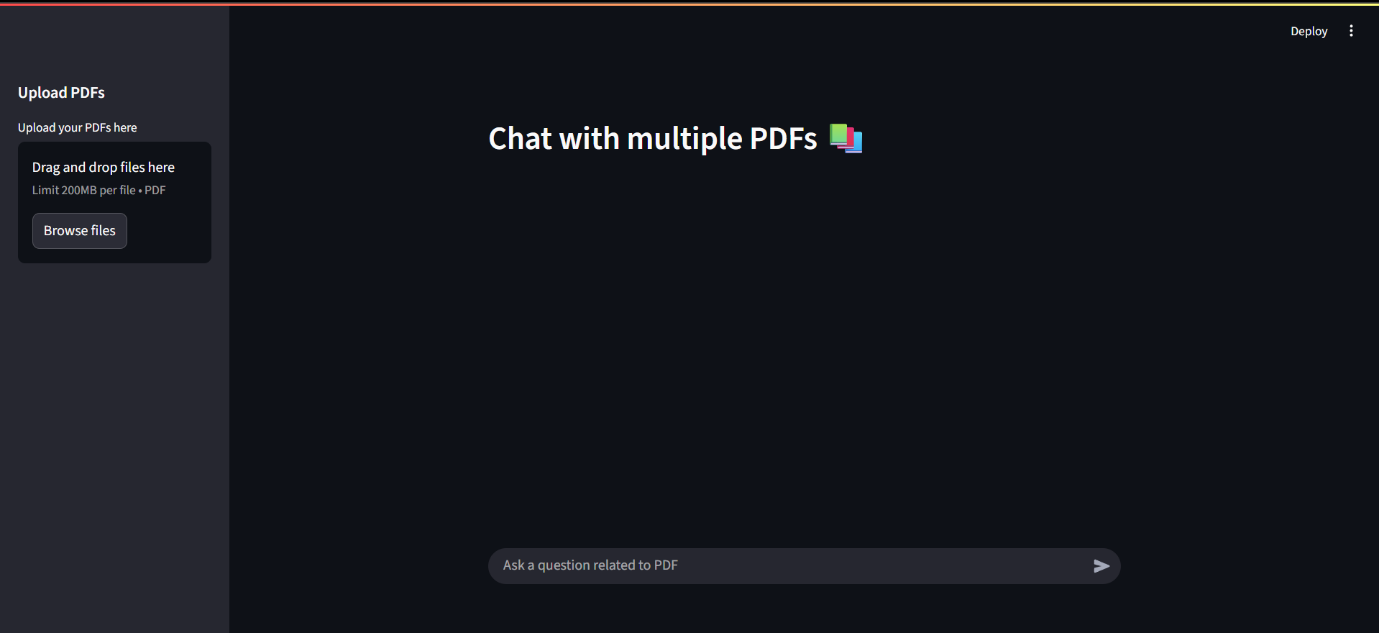 Deploy
Upload PDFs
Upload your PDFs here
Drag and drop files here
Limit 200MB per file • PDF
Browse files
Chat with multiple PDFs 📚
Ask a question related to PDF